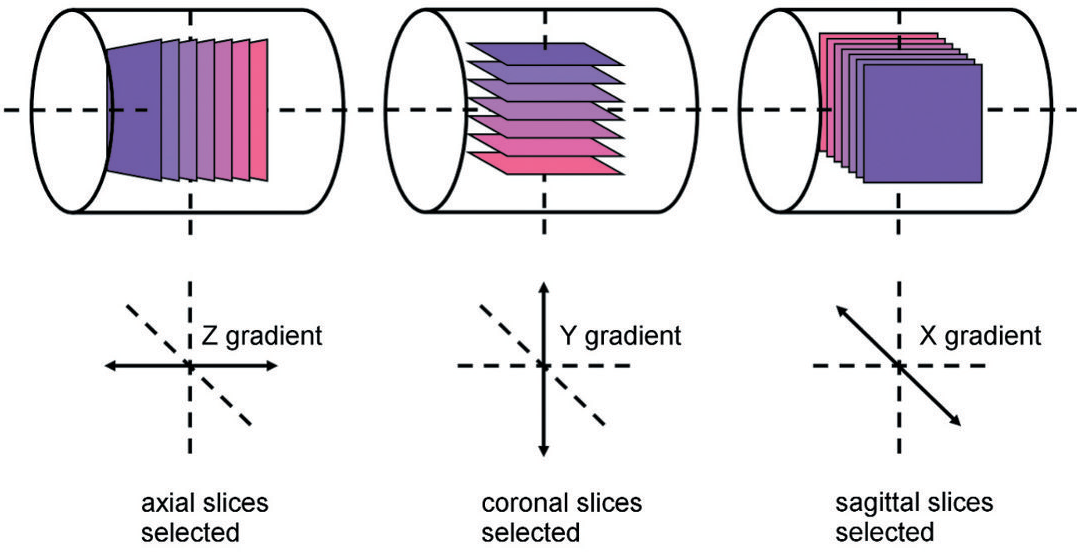 Z gradient
Y gradient
X gradient
axial slices
selected
coronal slices
selected
sagittal slices
selected